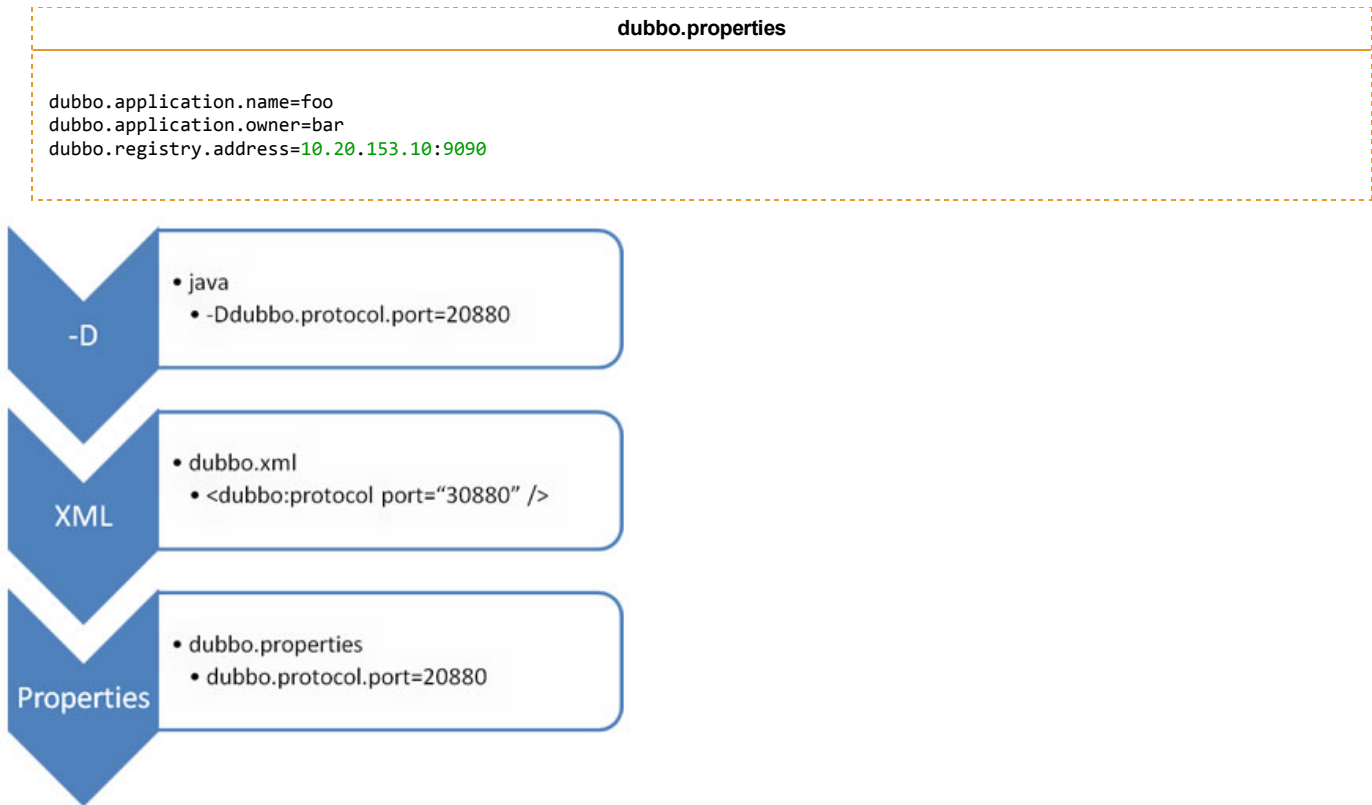 dubbo.properties
dubbo.application.name=foo
dubbo.application.owner=bar
dubbo.registry.address=10.20.153.10:9090
-D
• java
• -Ddubbo.protocol.port=20880
XML
• dubbo.xml
• <dubbo:protocol port=“30880” />
Properties
• dubbo.properties
• dubbo.protocol.port=20880